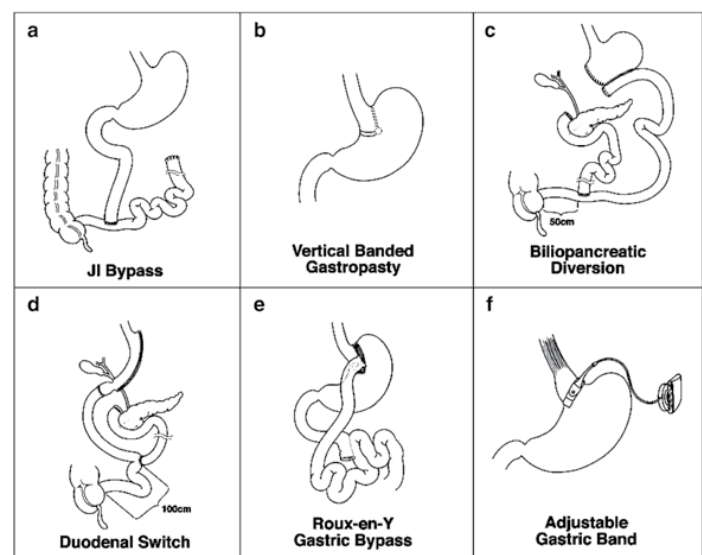 a
JI Bypass
b
Vertical Banded
Gastropasty
c
50cm
Biliopancreatic
Diversion
d
100cm
Duodenal Switch
e
Roux-en-Y
Gastric Bypass
f
Adjustable
Gastric Band